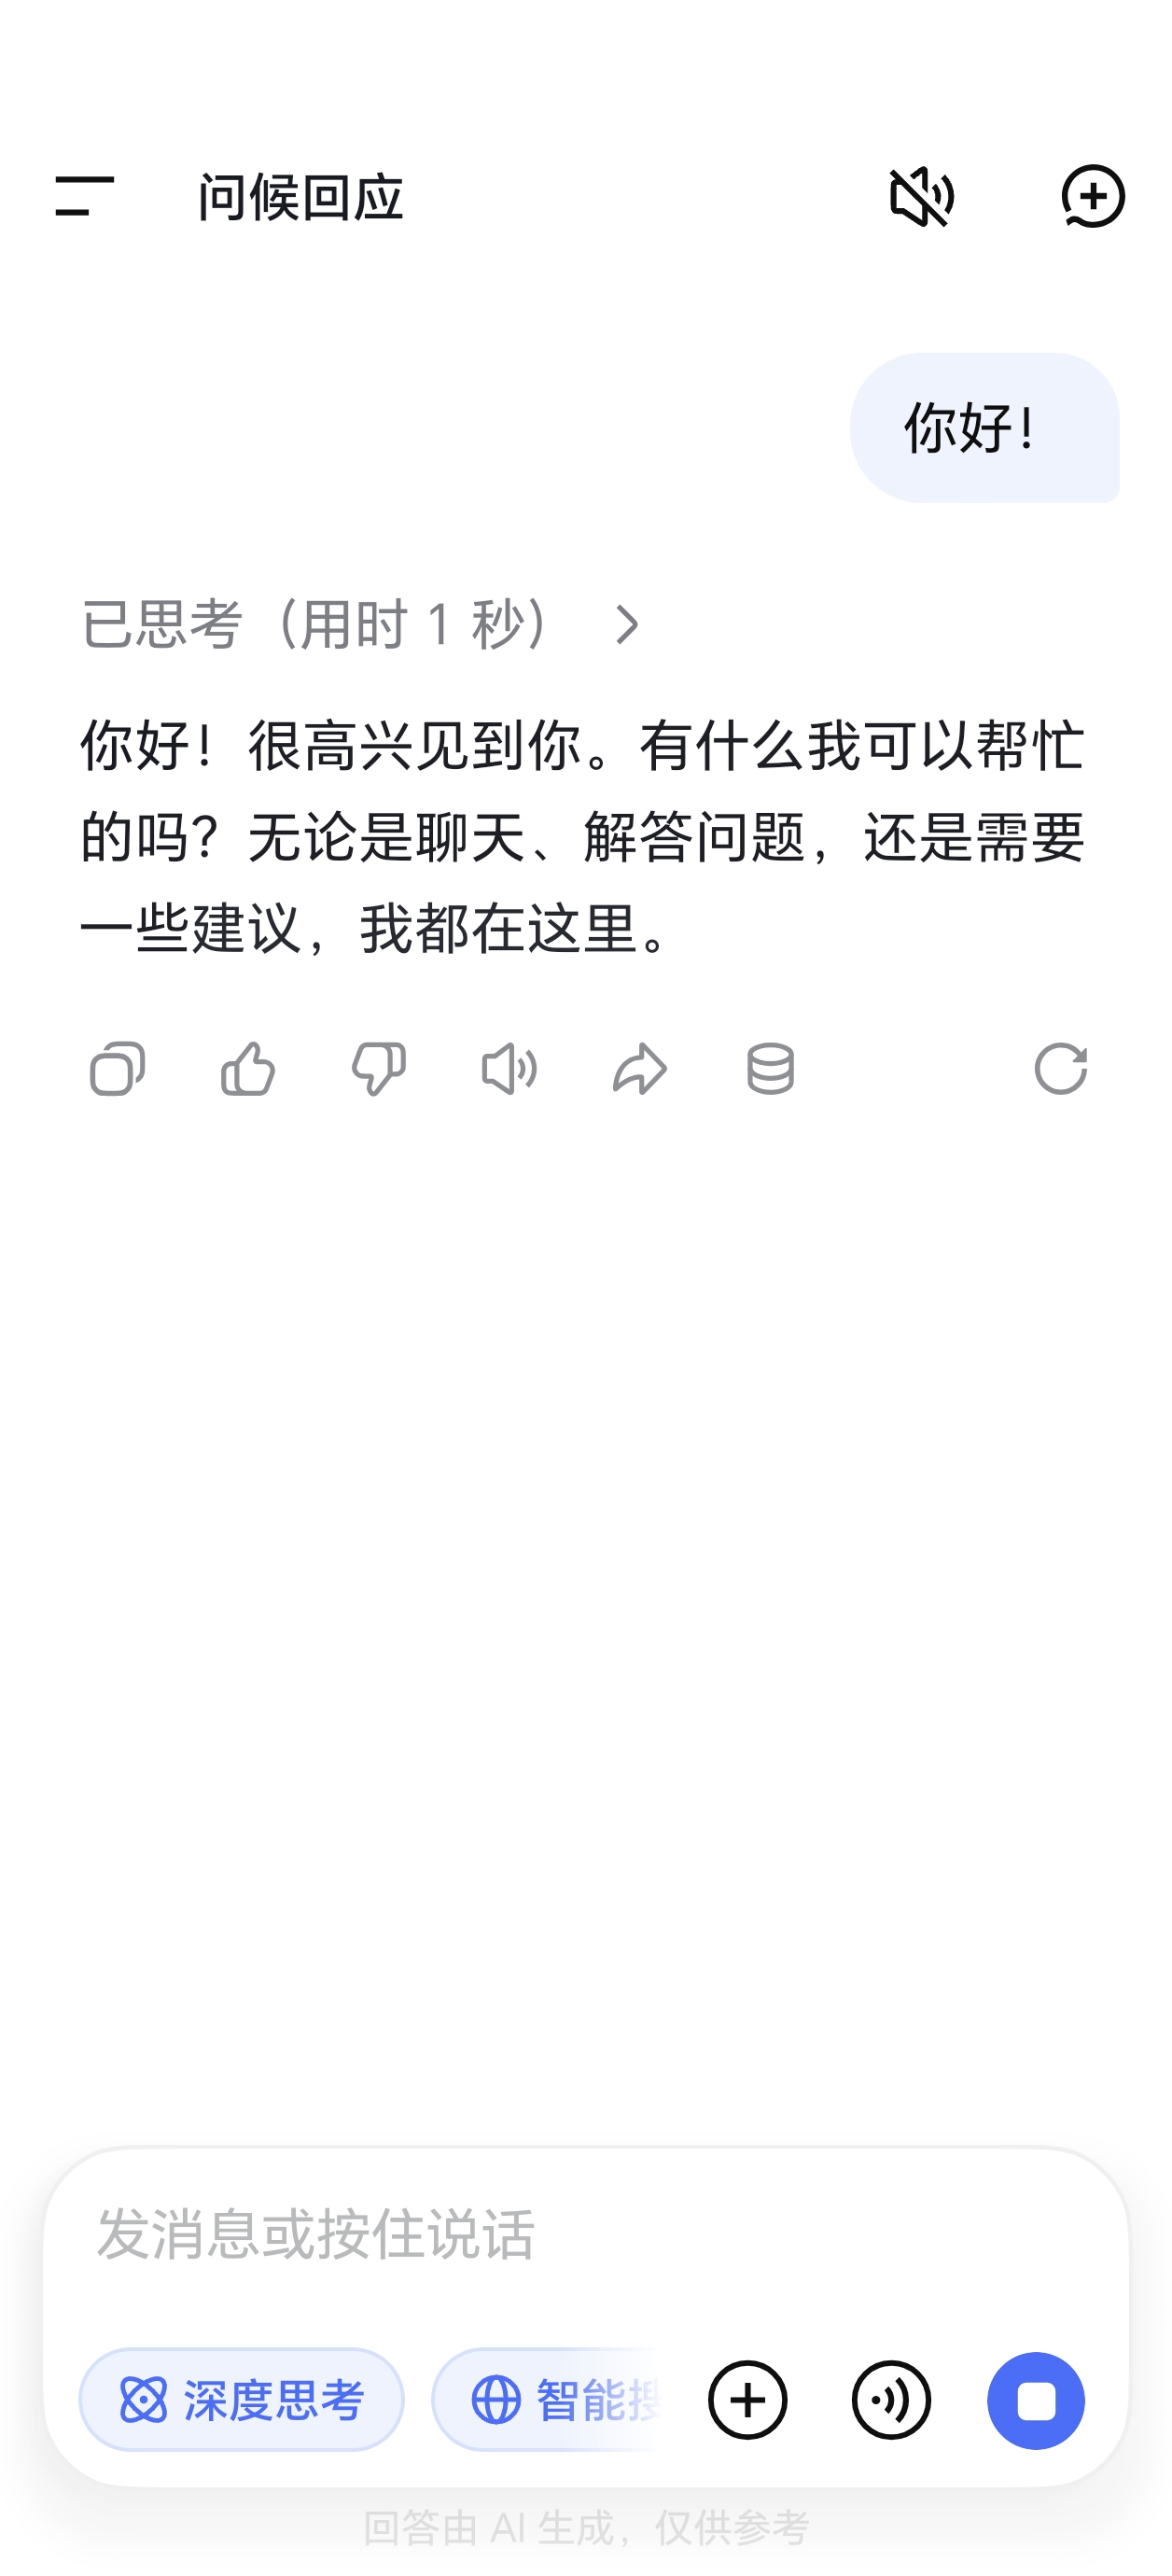 问候回应
你好！
已思考（用时 1 秒）
你好！很高兴见到你。有什么我可以帮忙
的吗？无论是聊天、解答问题，还是需要
一些建议，我都在这里。
发消息或按住说话
深度思考
智能搜
回答由 AI 生成，仅供参考